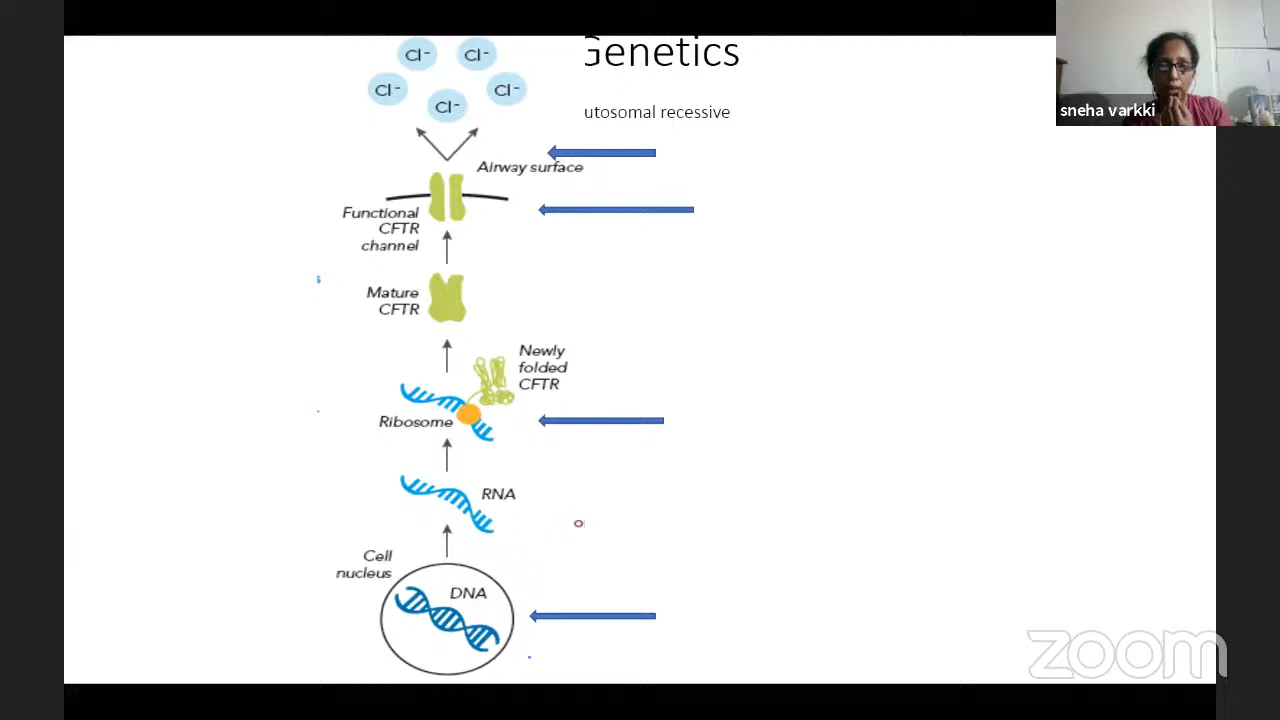 Cl⁻ Cl⁻
Cl⁻ Cl⁻
Cl⁻
Genetics
utosomal recessive
Airway surface
Functional
CFTR
channel
Mature
CFTR
Newly
folded
CFTR
Ribosome
RNA
Cell
nucleus
DNA
sneha varkki
zoom